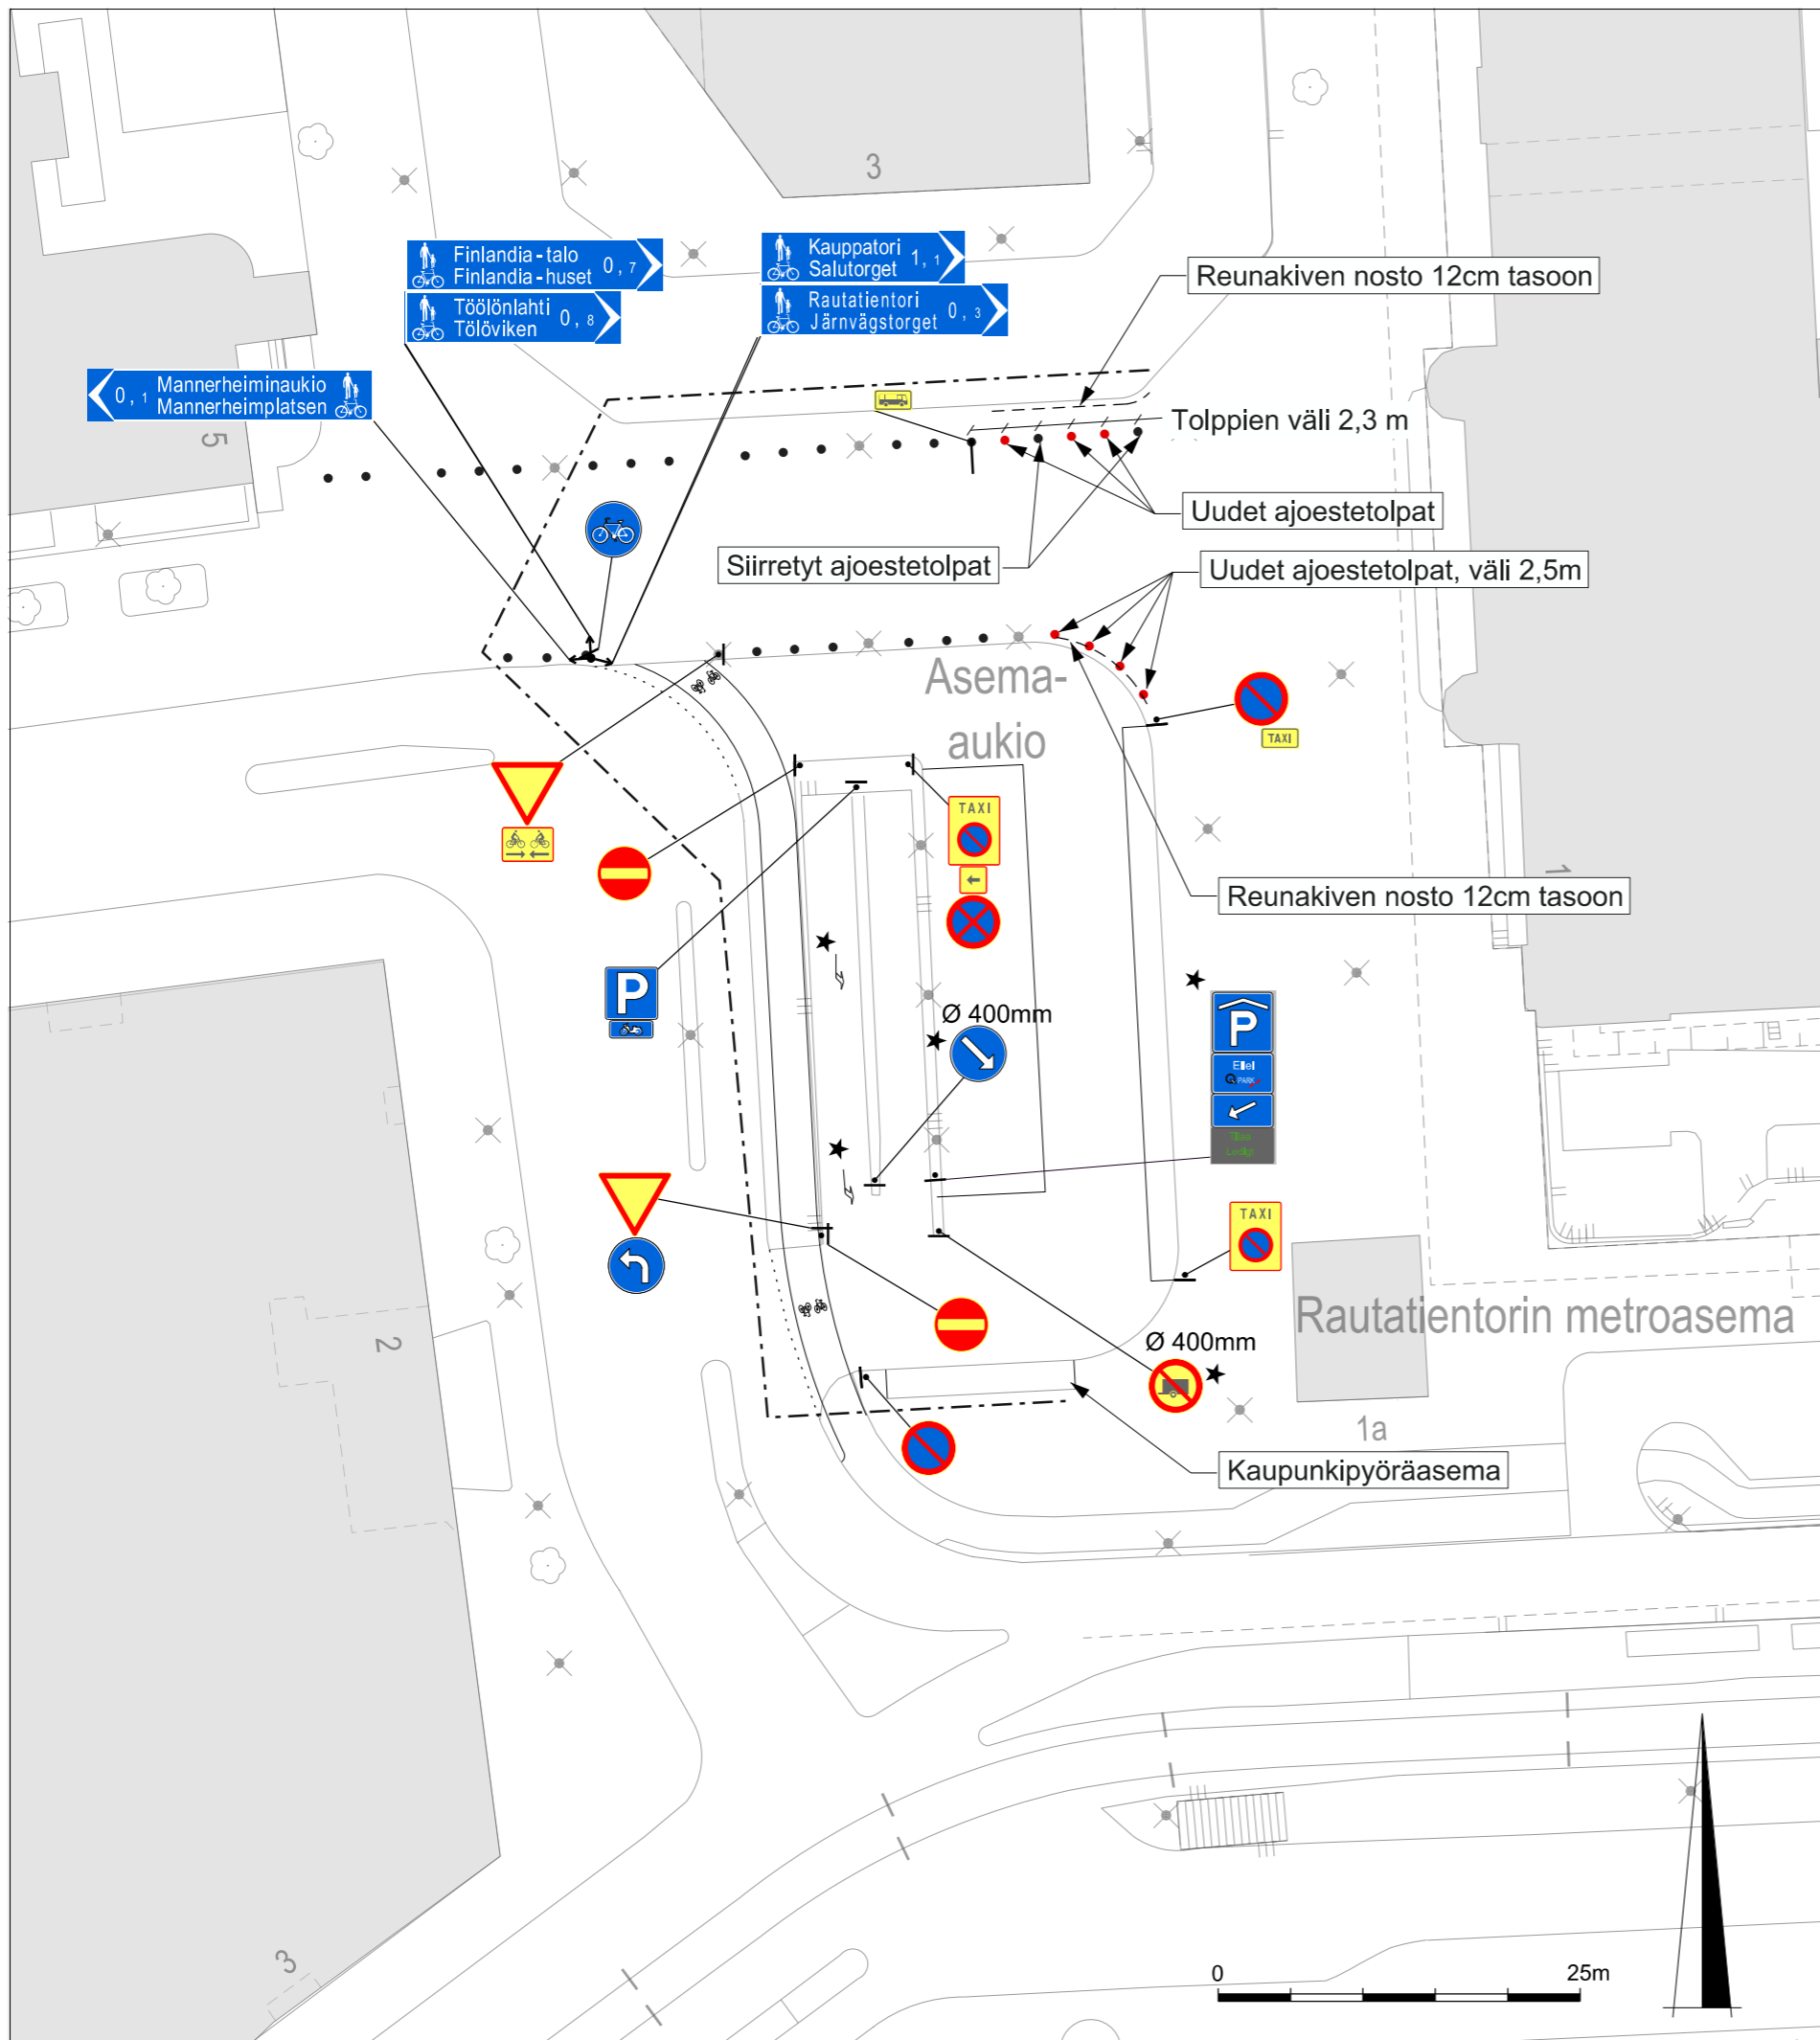 3
Finlandia-talo
Finlandia-huset 0,7
Töölönlahti
Tölöviken 0,8
Kauppatori
Salutorget 1,1
Rautatientori
Järnvägstorget 0,3
0,1 Mannerheiminaukio
Mannerheimplatsen
5
Reunakiven nosto 12cm tasoon
Tolppien väli 2,3 m
Uudet ajoestetolpat
Siirretyt ajoestetolpat
Uudet ajoestetolpat, väli 2,5m
Asema-
aukio
TAXI
TAXI
1
Reunakiven nosto 12cm tasoon
P
Ø 400mm
P
Eliel
Q PARK
TAXI
Rautatientorin metroasema
2
Ø 400mm
1a
Kaupunkipyöräasema
3
0 25m